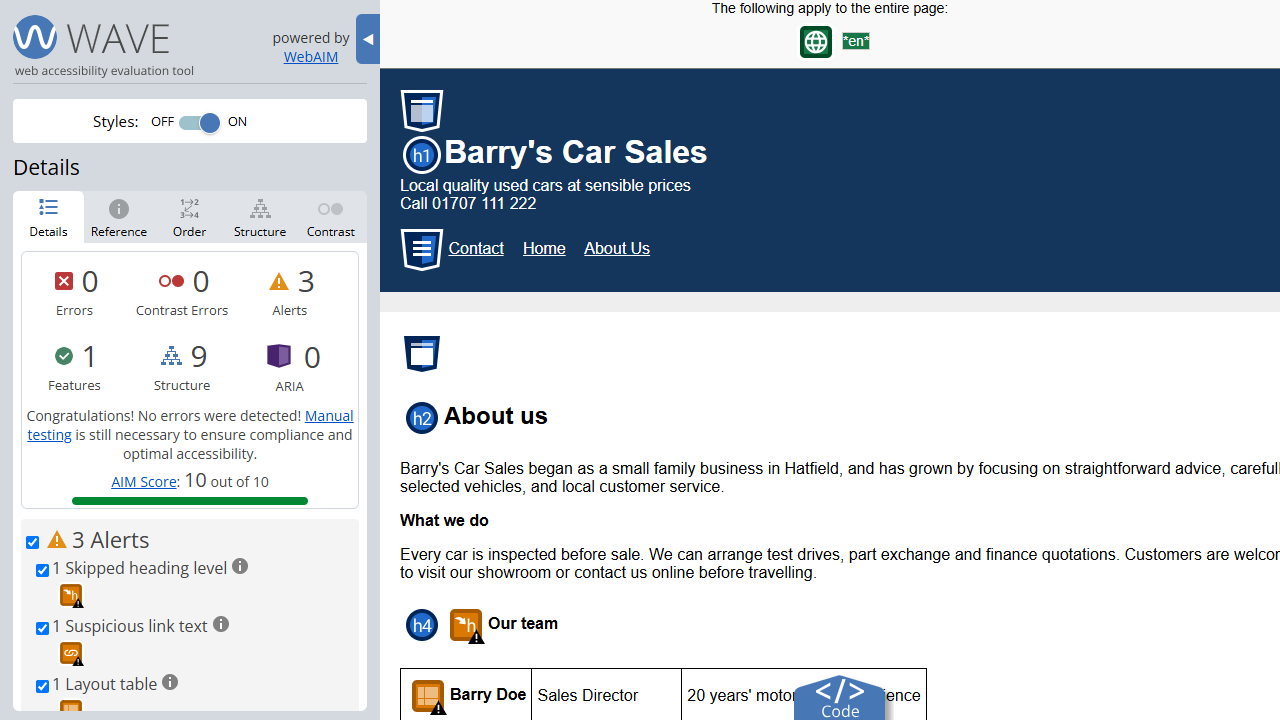 WAVE
web accessibility evaluation tool
powered by
WebAIM
Styles: OFF ON
Details
Details Reference Order Structure Contrast
0 0 3
Errors Contrast Errors Alerts
1 9 0
Features Structure ARIA
Congratulations! No errors were detected! Manual
testing is still necessary to ensure compliance and
optimal accessibility.
AIM Score: 10 out of 10
3 Alerts
1 Skipped heading level
1 Suspicious link text
1 Layout table
The following apply to the entire page:
*en*
h1 Barry's Car Sales
Local quality used cars at sensible prices
Call 01707 111 222
Contact Home About Us
h2 About us
Barry's Car Sales began as a small family business in Hatfield, and has grown by focusing on straightforward advice, carefull
selected vehicles, and local customer service.
What we do
Every car is inspected before sale. We can arrange test drives, part exchange and finance quotations. Customers are welcor
to visit our showroom or contact us online before travelling.
h4 h Our team
Barry Doe Sales Director 20 years' motor ence
</> Code